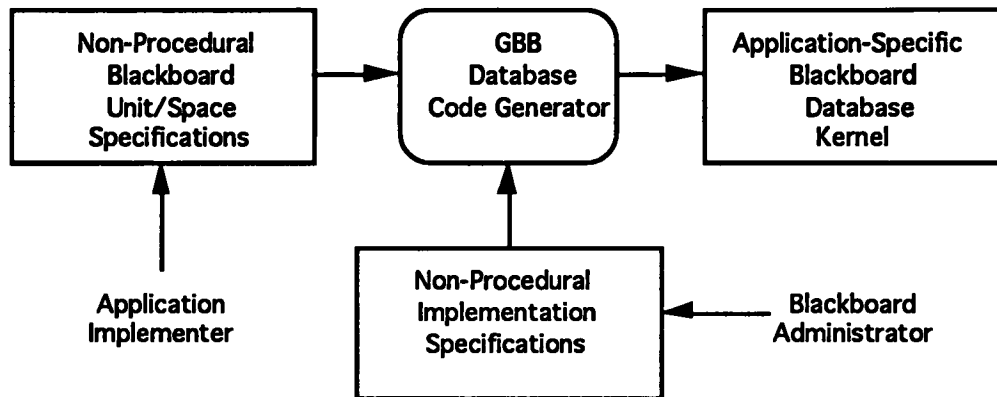 Non-Procedural
Blackboard
Unit/Space
Specifications
GBB
Database
Code Generator
Application-Specific
Blackboard
Database
Kernel
Application
Implementer
Non-Procedural
Implementation
Specifications
Blackboard
Administrator